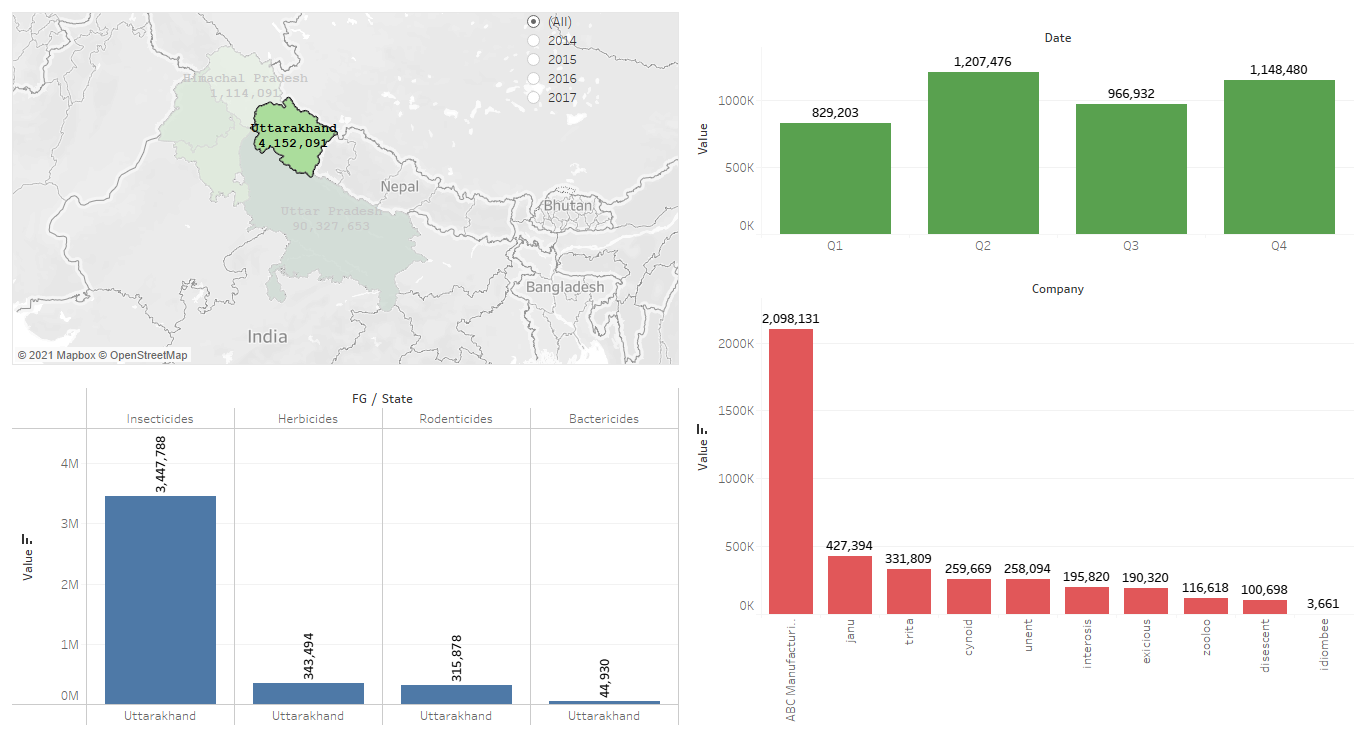 (All)
2014
2015
2016
2017
Himachal Pradesh
1,114,091
Uttarakhand
4,152,091
Uttar Pradesh
90,327,653
Nepal
Bhutan
Bangladesh
India
© 2021 Mapbox © OpenStreetMap
Date
Value
1000K
500K
0K
829,203
1,207,476
966,932
1,148,480
Q1 Q2 Q3 Q4
FG / State
Insecticides Herbicides Rodenticides Bactericides
Value
4M
3M
2M
1M
0M
3,447,788
343,494
315,878
44,930
Uttarakhand Uttarakhand Uttarakhand Uttarakhand
Company
Value
2000K
1500K
1000K
500K
0K
2,098,131
427,394
331,809
259,669
258,094
195,820
190,320
116,618
100,698
3,661
ABC Manufacturi..
janu
trita
cynoid
unent
interosis
exicious
zooloo
disescent
idiombee